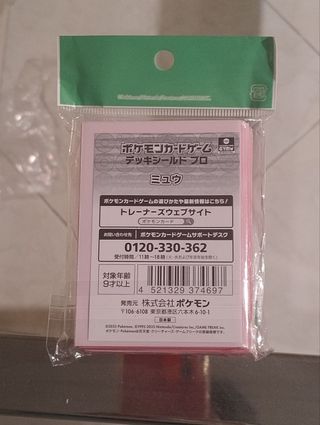 ポケモンカードゲーム
デッキシールド プロ
ミュウ
ポケモンカードゲームの遊びかたや最新情報はこちら!
トレーナーズウェブサイト
ポケモンカード
お問い合わせ先 ポケモンカードゲームサポートデスク
0120-330-362
受付時間/11時~18時
対象年齢
9才以上
4 521329 374697
発売元 株式会社ポケモン
〒106-6108 東京都港区六本木6-10-1
日本製